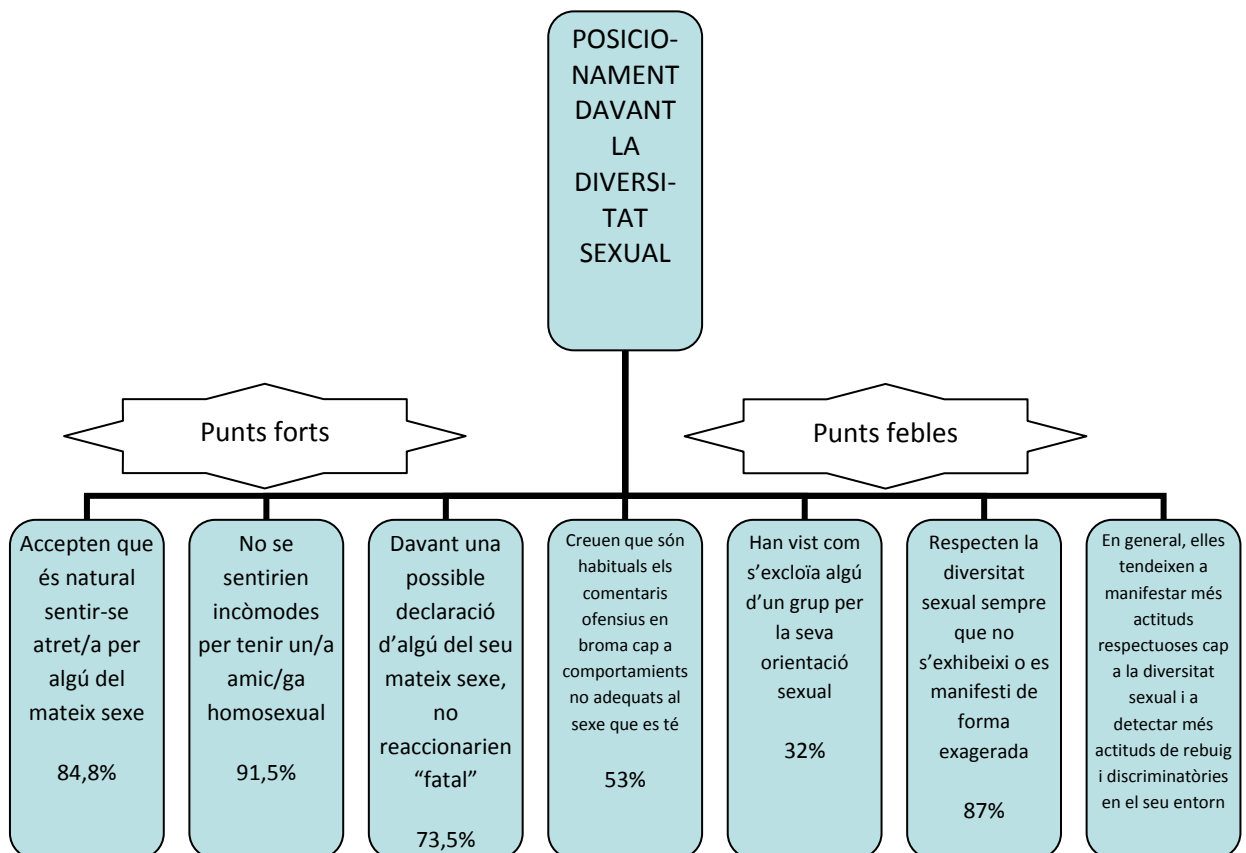 POSICIO-
NAMENT
DAVANT
LA
DIVERSI-
TAT
SEXUAL
Punts forts
Punts febles
Accepten que
és natural
sentir-se
atret/a per
algú del
mateix sexe
84,8%
No se
sentirien
incòmodes
per tenir un/a
amic/ga
homosexual
91,5%
Davant una
possible
declaració
d’algú del seu
mateix sexe,
no
reaccionarien
“fatal”
73,5%
Creuen que són
habituals els
comentaris
ofensius en
broma cap a
comportamients
no adequats al
sexe que es té
53%
Han vist com
s’excloïa algú
d’un grup per
la seva
orientació
sexual
32%
Respecten la
diversitat
sexual sempre
que no
s’exhibeixi o es
manifesti de
forma
exagerada
87%
En general, elles
tendeixen a
manifestar més
actituds
respectuoses cap
a la diversitat
sexual i a
detectar més
actituds de rebuig
i discriminatòries
en el seu entorn